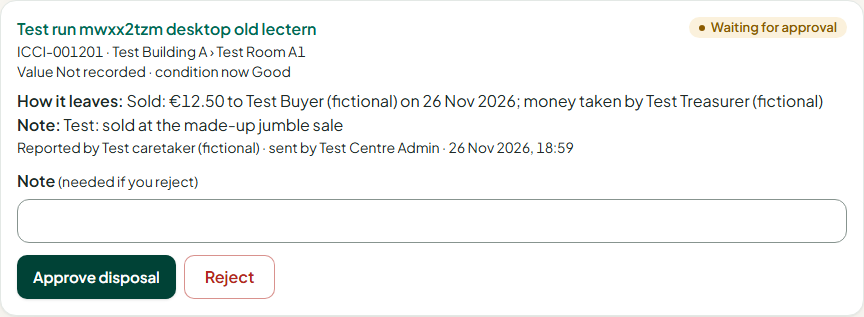 Test run mwxx2tzm desktop old lectern
Waiting for approval
ICCI-001201 · Test Building A › Test Room A1
Value Not recorded · condition now Good
How it leaves: Sold: €12.50 to Test Buyer (fictional) on 26 Nov 2026; money taken by Test Treasurer (fictional)
Note: Test: sold at the made-up jumble sale
Reported by Test caretaker (fictional) · sent by Test Centre Admin · 26 Nov 2026, 18:59
Note (needed if you reject)
Approve disposal
Reject